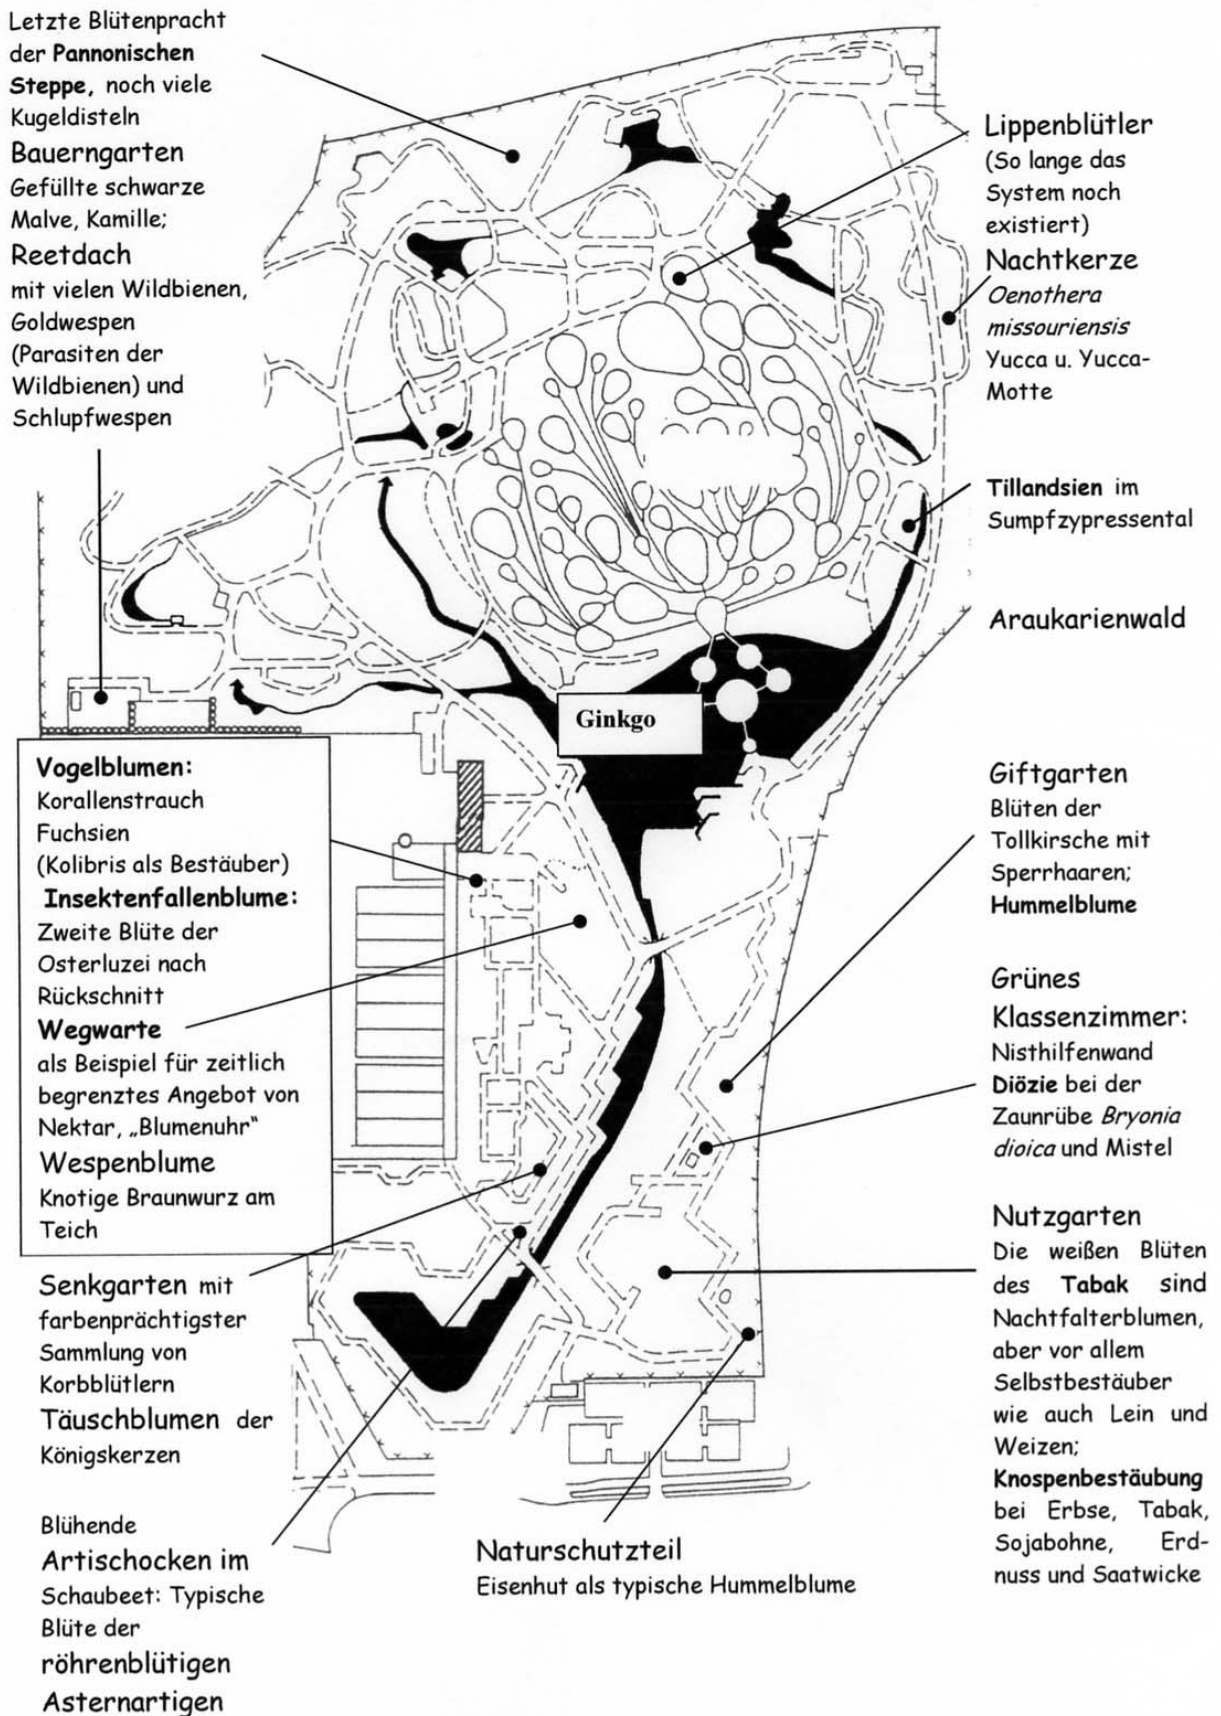 Letzte Blütenpracht
der Pannonischen
Steppe, noch viele
Kugeldisteln
Bauerngarten
Gefüllte schwarze
Malve, Kamille;
Reetdach
mit vielen Wildbienen,
Goldwespen
(Parasiten der
Wildbienen) und
Schlupfwespen
Lippenblütler
(So lange das
System noch
existiert)
Nachtkerze
Oenothera
missouriensis
Yucca u. Yucca-
Motte
Tillandsien im
Sumpfzypressental
Araukarienwald
Ginkgo
Vogelblumen:
Korallenstrauch
Fuchsien
(Kolibris als Bestäuber)
Insektenfallenblume:
Zweite Blüte der
Osterluzei nach
Rückschnitt
Wegwarte
als Beispiel für zeitlich
begrenztes Angebot von
Nektar, „Blumenuhr“
Wespenblume
Knotige Braunwurz am
Teich
Giftgarten
Blüten der
Tollkirsche mit
Sperrhaaren;
Hummelblume
Grünes
Klassenzimmer:
Nisthilfenwand
Diözie bei der
Zaunrübe Bryonia
dioica und Mistel
Nutzgarten
Die weißen Blüten
des Tabak sind
Nachtfalterblumen,
aber vor allem
Selbstbestäuber
wie auch Lein und
Weizen;
Knospenbestäubung
bei Erbse, Tabak,
Sojabohne, Erd-
nuss und Saatwicke
Senkgarten mit
farbenprächtigster
Sammlung von
Korbblütlern
Täuschblumen der
Königskerzen
Blühende
Artischocken im
Schaubeet: Typische
Blüte der
röhrenblütigen
Asternartigen
Naturschutzteil
Eisenhut als typische Hummelblume